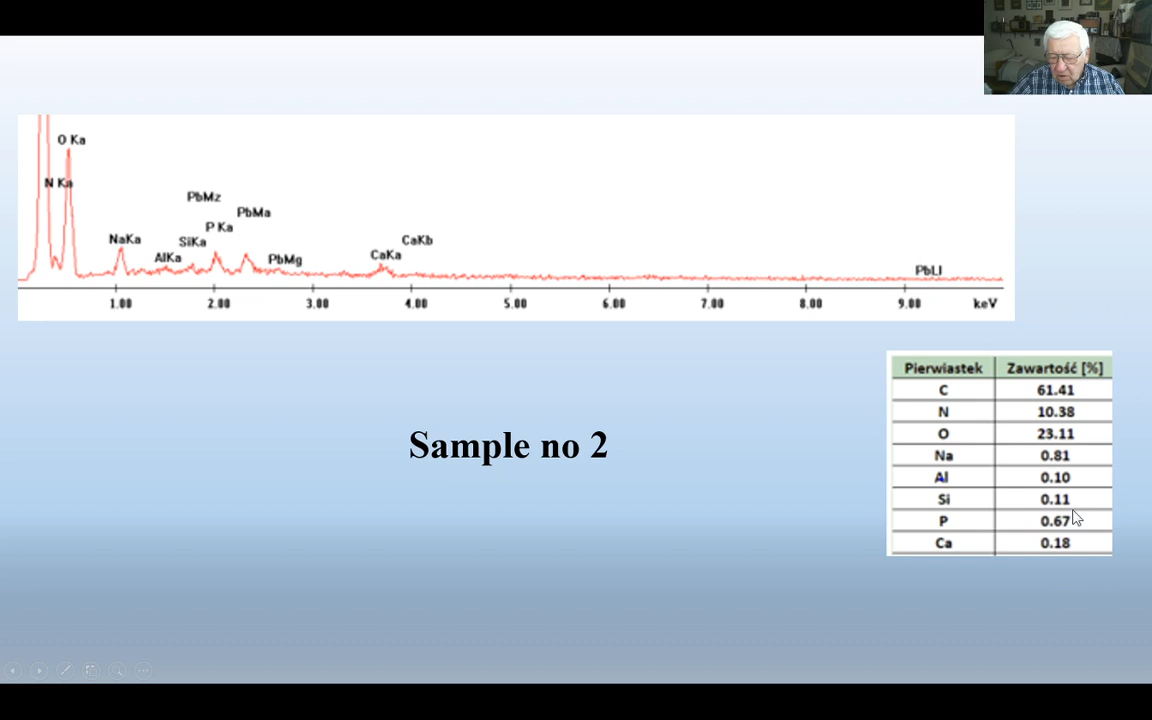 O Ka
N Ka
PbMz
PbMa
P Ka
NaKa
SiKa
AlKa
PbMg
CaKb
CaKa
PbLl
1.00 2.00 3.00 4.00 5.00 6.00 7.00 8.00 9.00 keV
Pierwiastek Zawartość [%]
C 61.41
N 10.38
O 23.11
Na 0.81
Al 0.10
Si 0.11
P 0.67
Ca 0.18
Sample no 2